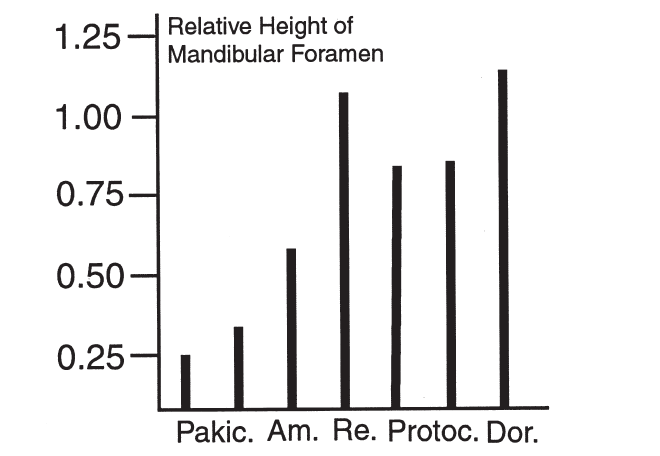 Relative Height of
Mandibular Foramen
1.25
1.00
0.75
0.50
0.25
Pakic. Am. Re. Protoc. Dor.